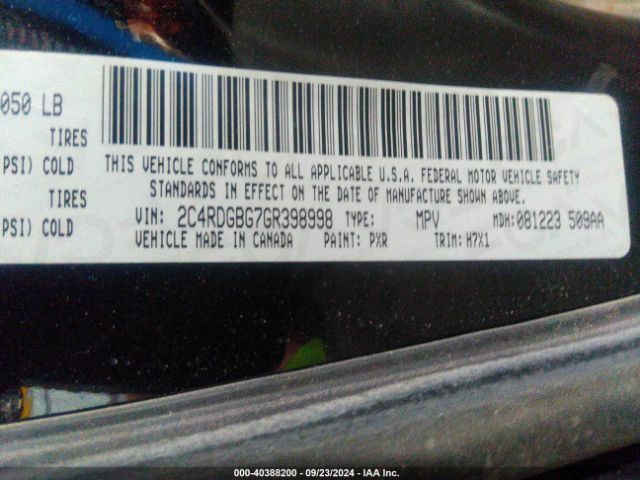 050 LB
TIRES
PSI) COLD
TIRES
PSI) COLD
THIS VEHICLE CONFORMS TO ALL APPLICABLE U.S.A. FEDERAL MOTOR VEHICLE SAFETY
STANDARDS IN EFFECT ON THE DATE OF MANUFACTURE SHOWN ABOVE.
VIN: 2C4RDGBG7GR398998 TYPE: MPV MDH: 081223 509AA
VEHICLE MADE IN CANADA PAINT: PXR TRIM: H7X1
000-40388200 - 09/23/2024 - IAA Inc.